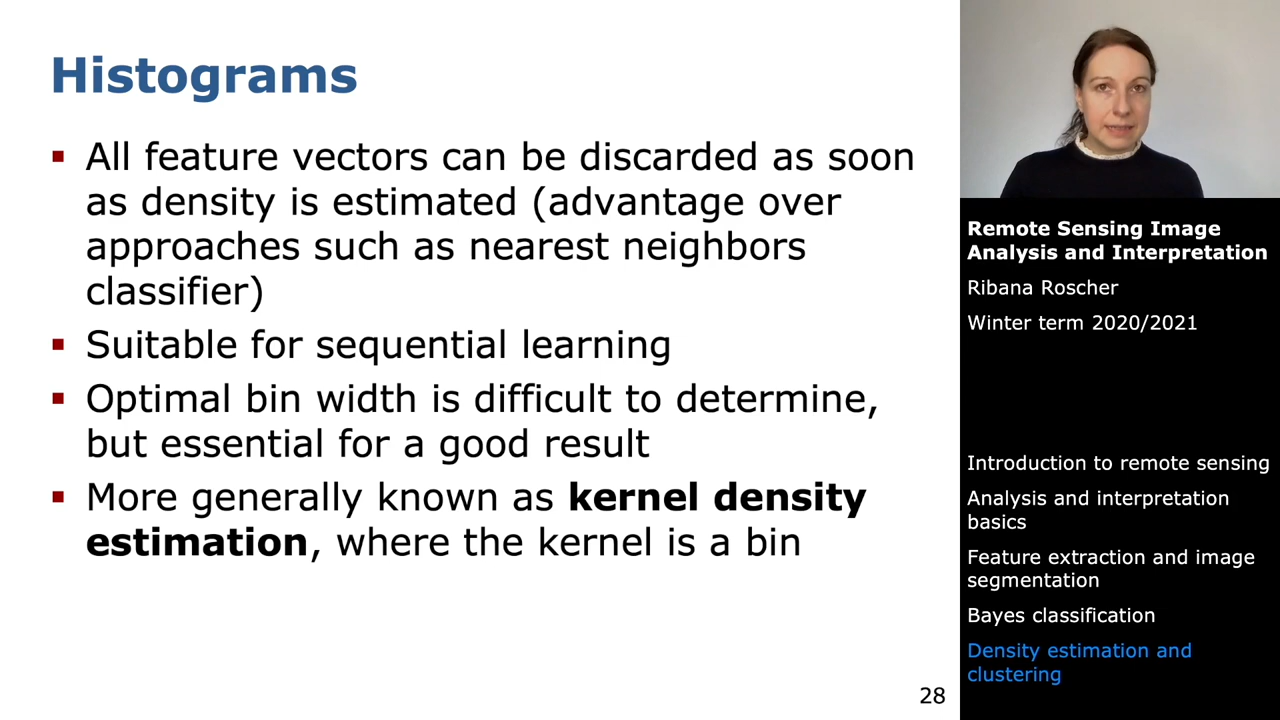 Histograms
▪ All feature vectors can be discarded as soon
as density is estimated (advantage over
approaches such as nearest neighbors
classifier)
▪ Suitable for sequential learning
▪ Optimal bin width is difficult to determine,
but essential for a good result
▪ More generally known as kernel density
estimation, where the kernel is a bin
28
Remote Sensing Image
Analysis and Interpretation
Ribana Roscher
Winter term 2020/2021
Introduction to remote sensing
Analysis and interpretation
basics
Feature extraction and image
segmentation
Bayes classification
Density estimation and
clustering